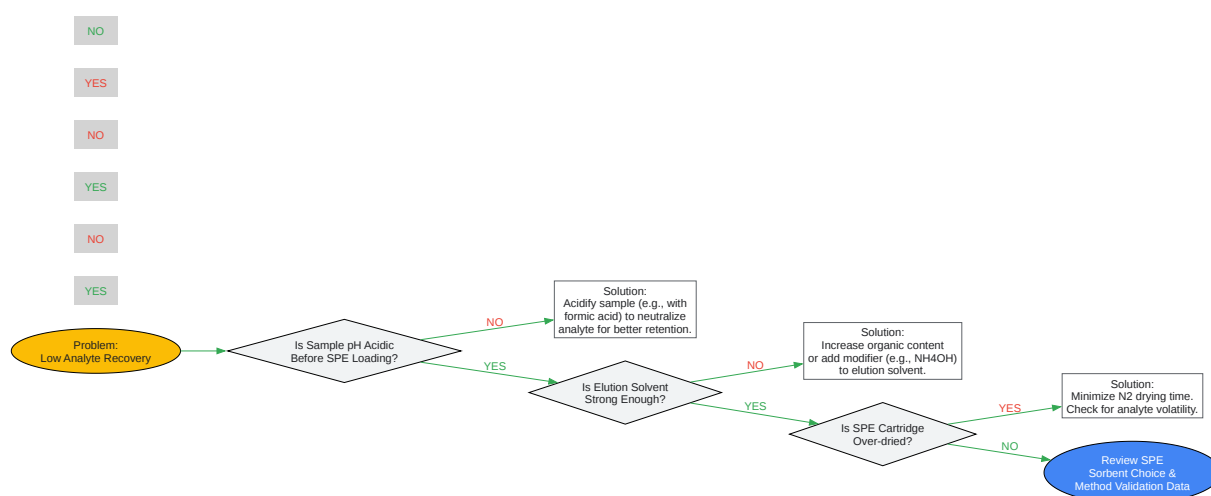 NO
YES
NO
YES
NO
YES
Problem:
Low Analyte Recovery
Is Sample pH Acidic
Before SPE Loading?
NO
YES
Solution:
Acidify sample (e.g., with
formic acid) to neutralize
analyte for better retention.
Is Elution Solvent
Strong Enough?
NO
YES
Solution:
Increase organic content
or add modifier (e.g., NH4OH)
to elution solvent.
Is SPE Cartridge
Over-dried?
YES
NO
Solution:
Minimize N2 drying time.
Check for analyte volatility.
Review SPE
Sorbent Choice &
Method Validation Data